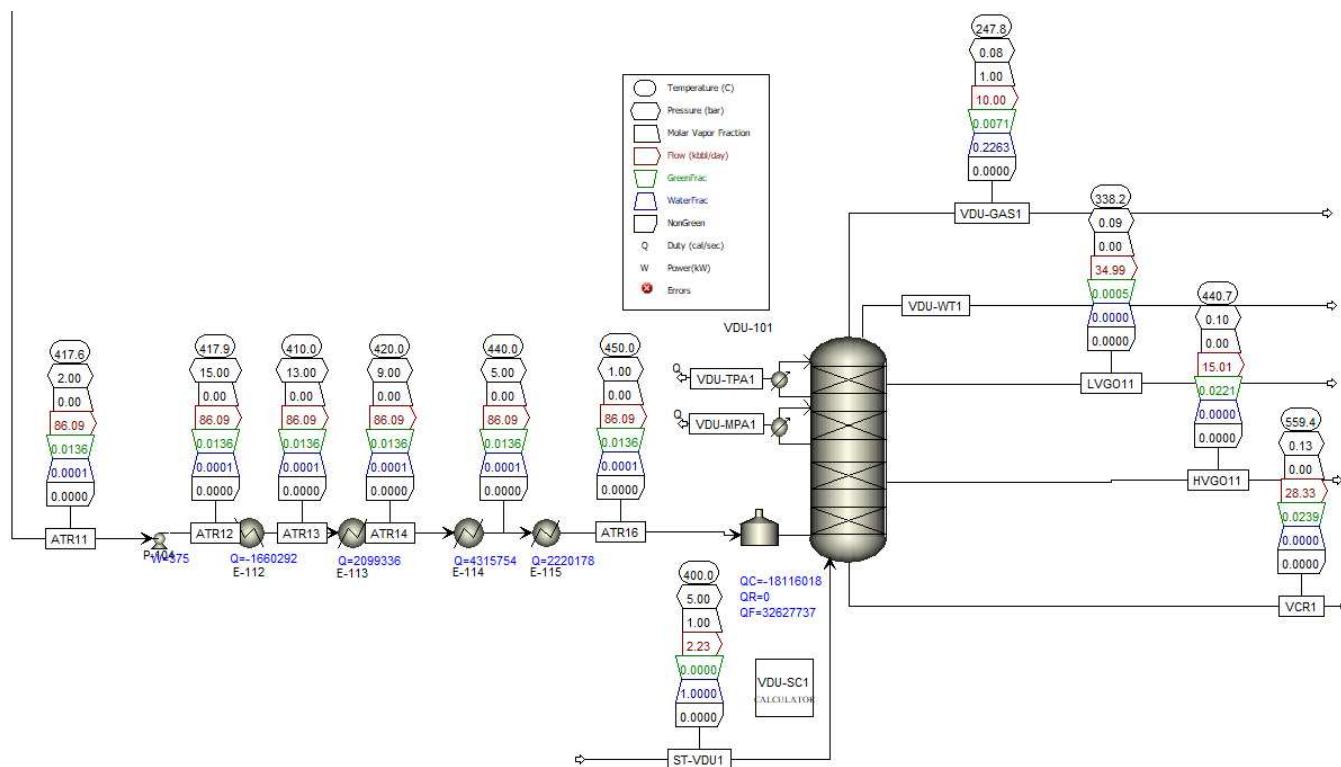 247.8
0.08
1.00
10.00
0.0071
0.2263
0.0000
VDU-GAS1
Temperature (C)
Pressure (bar)
Molar Vapor Fraction
Flow (kbbl/day)
GreenFrac
WaterFrac
NonGreen
Q Duty (cal/sec)
W Power(kW)
Errors
338.2
0.09
0.00
34.99
0.0005
0.0000
0.0000
LVGO11
VDU-WT1
440.7
0.10
0.00
15.01
0.0221
0.0000
0.0000
HVGO11
VDU-101
Q
VDU-TPA1
Q
VDU-MPA1
559.4
0.13
0.00
28.33
0.0239
0.0000
0.0000
VCR1
417.6
2.00
0.00
86.09
0.0136
0.0001
0.0000
ATR11
417.9
15.00
0.00
86.09
0.0136
0.0001
0.0000
ATR12
410.0
13.00
0.00
86.09
0.0136
0.0001
0.0000
ATR13
420.0
9.00
0.00
86.09
0.0136
0.0001
0.0000
ATR14
440.0
5.00
0.00
86.09
0.0136
0.0001
0.0000
450.0
1.00
0.00
86.09
0.0136
0.0001
0.0000
ATR16
P-104
W=375
Q=-1660292
E-112
Q=2099336
E-113
Q=4315754
E-114
Q=2220178
E-115
QC=-18116018
QR=0
QF=32627737
400.0
5.00
1.00
2.23
0.0000
1.0000
0.0000
ST-VDU1
VDU-SC1
CALCULATOR